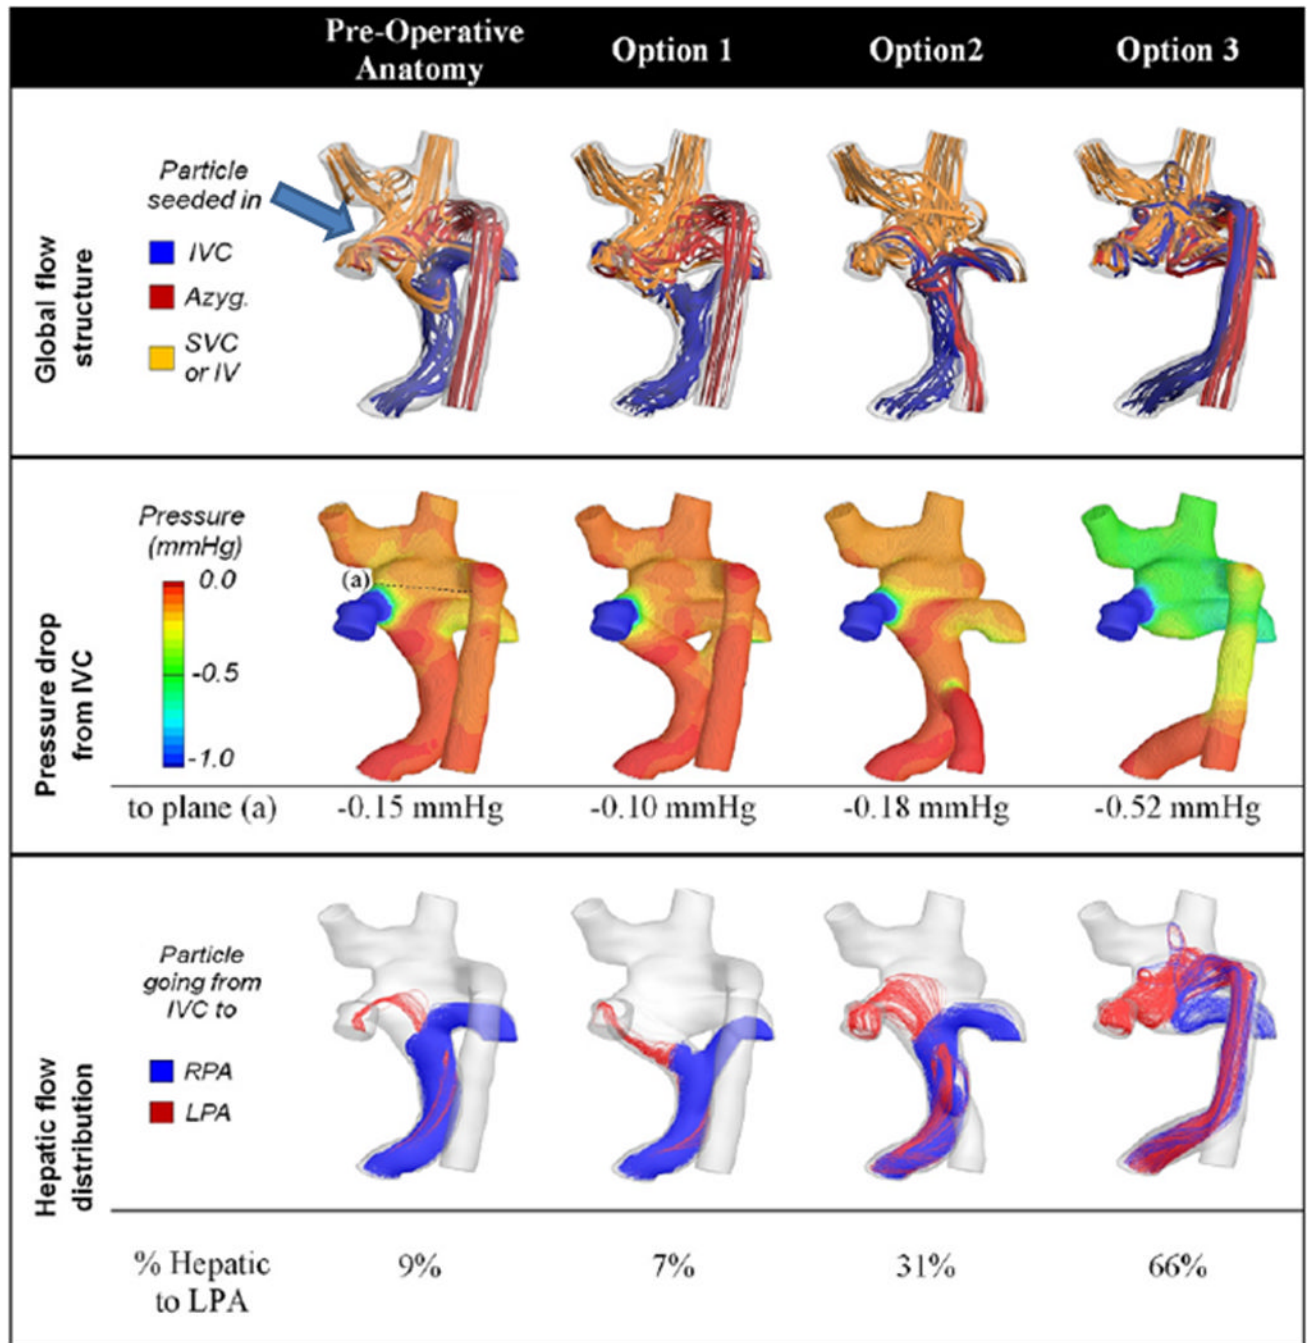 Pre-Operative
Anatomy
Option 1
Option2
Option 3
Global flow
structure
Particle
seeded in
IVC
Azyg.
SVC
or IV
Pressure drop
from IVC
Pressure
(mmHg)
0.0
-0.5
-1.0
(a)
to plane (a)
-0.15 mmHg
-0.10 mmHg
-0.18 mmHg
-0.52 mmHg
Hepatic flow
distribution
Particle
going from
IVC to
RPA
LPA
% Hepatic
to LPA
9%
7%
31%
66%